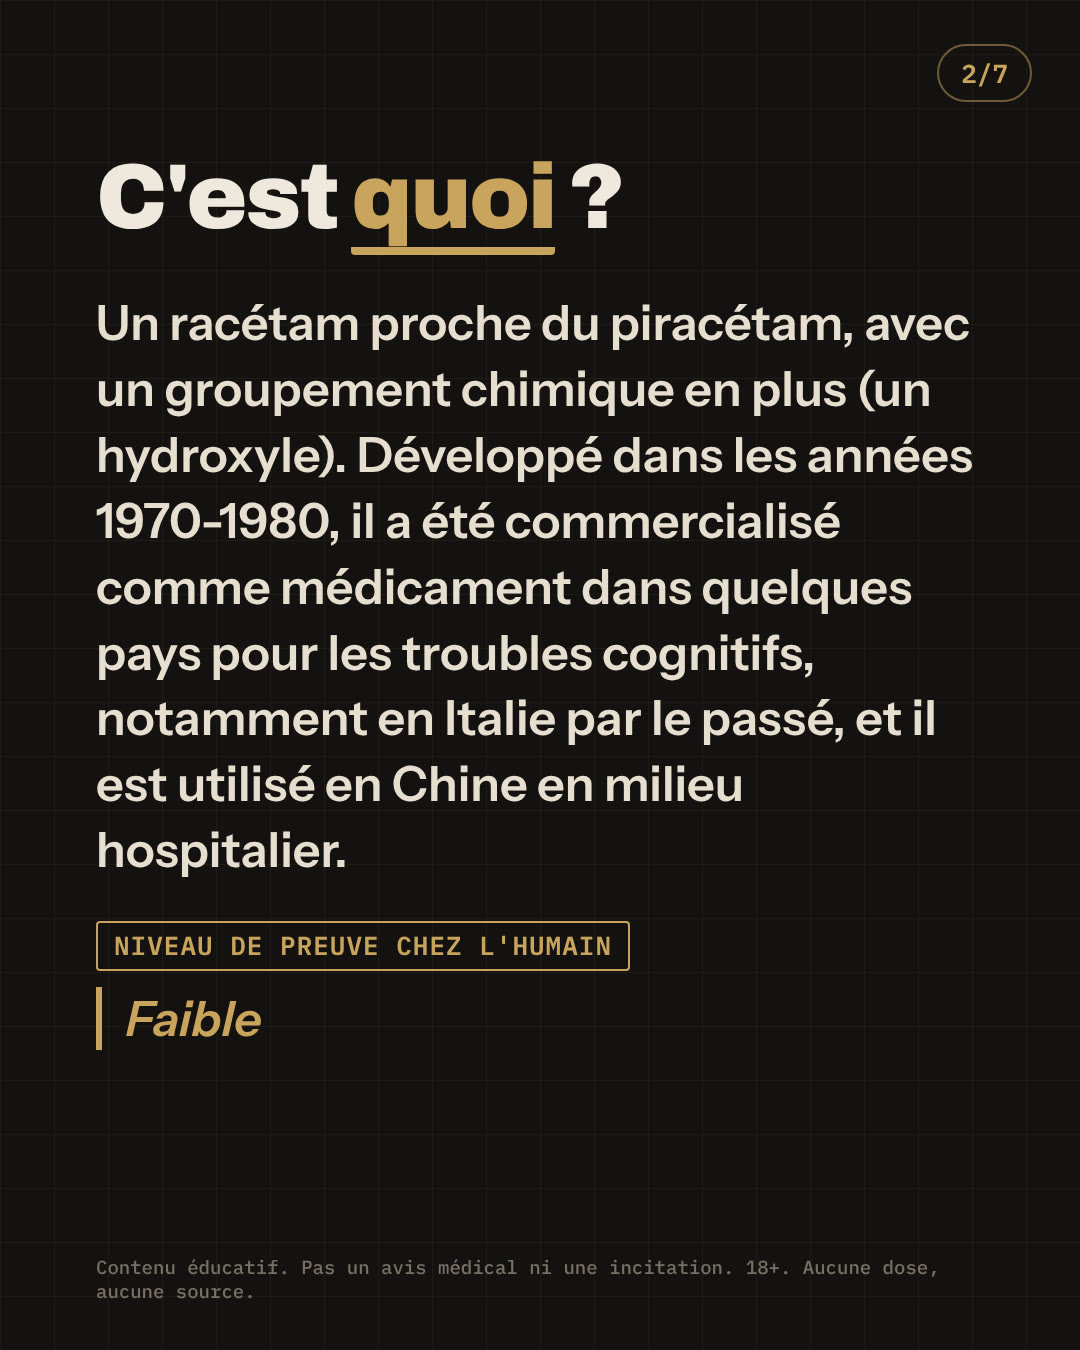 2/7
C'est quoi ?
Un racétam proche du piracétam, avec
un groupement chimique en plus (un
hydroxyle). Développé dans les années
1970-1980, il a été commercialisé
comme médicament dans quelques
pays pour les troubles cognitifs,
notamment en Italie par le passé, et il
est utilisé en Chine en milieu
hospitalier.
NIVEAU DE PREUVE CHEZ L'HUMAIN
Faible
Contenu éducatif. Pas un avis médical ni une incitation. 18+. Aucune dose,
aucune source.